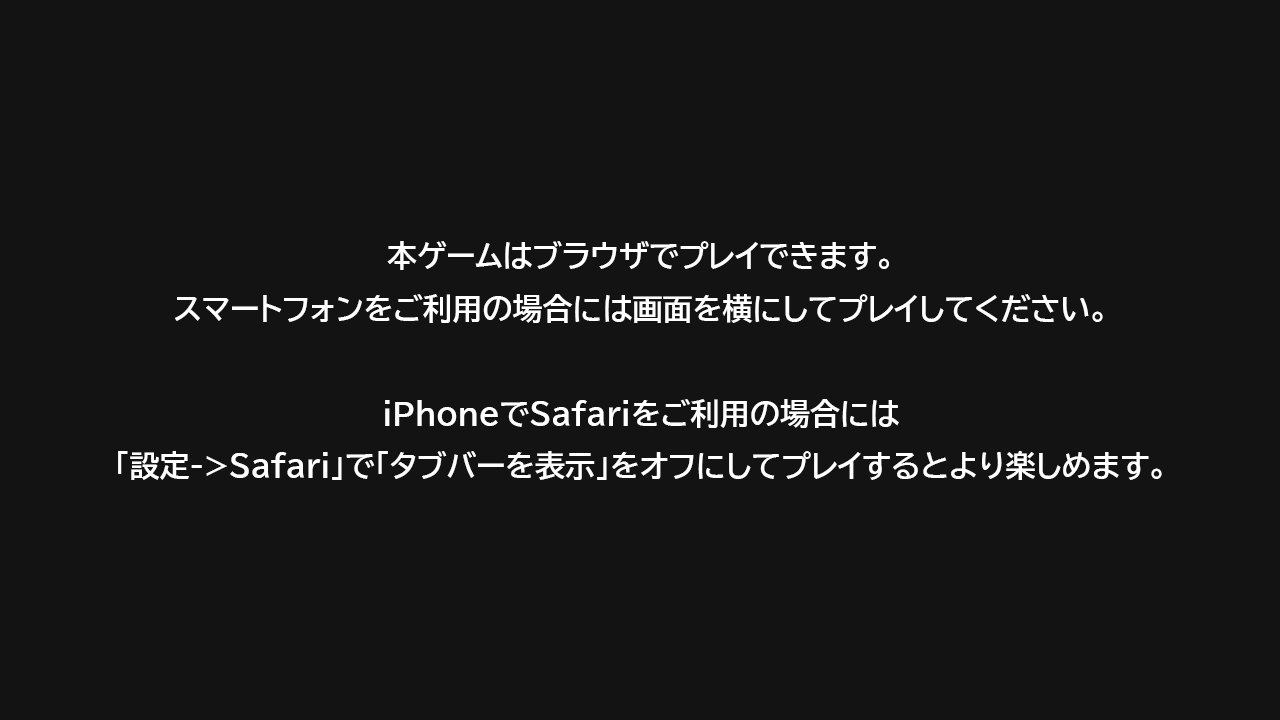 本ゲームはブラウザでプレイできます。
スマートフォンをご利用の場合には画面を横にしてプレイしてください。
iPhoneでSafariをご利用の場合には
「設定->Safari」で「タブバーを表示」をオフにしてプレイするとより楽しめます。